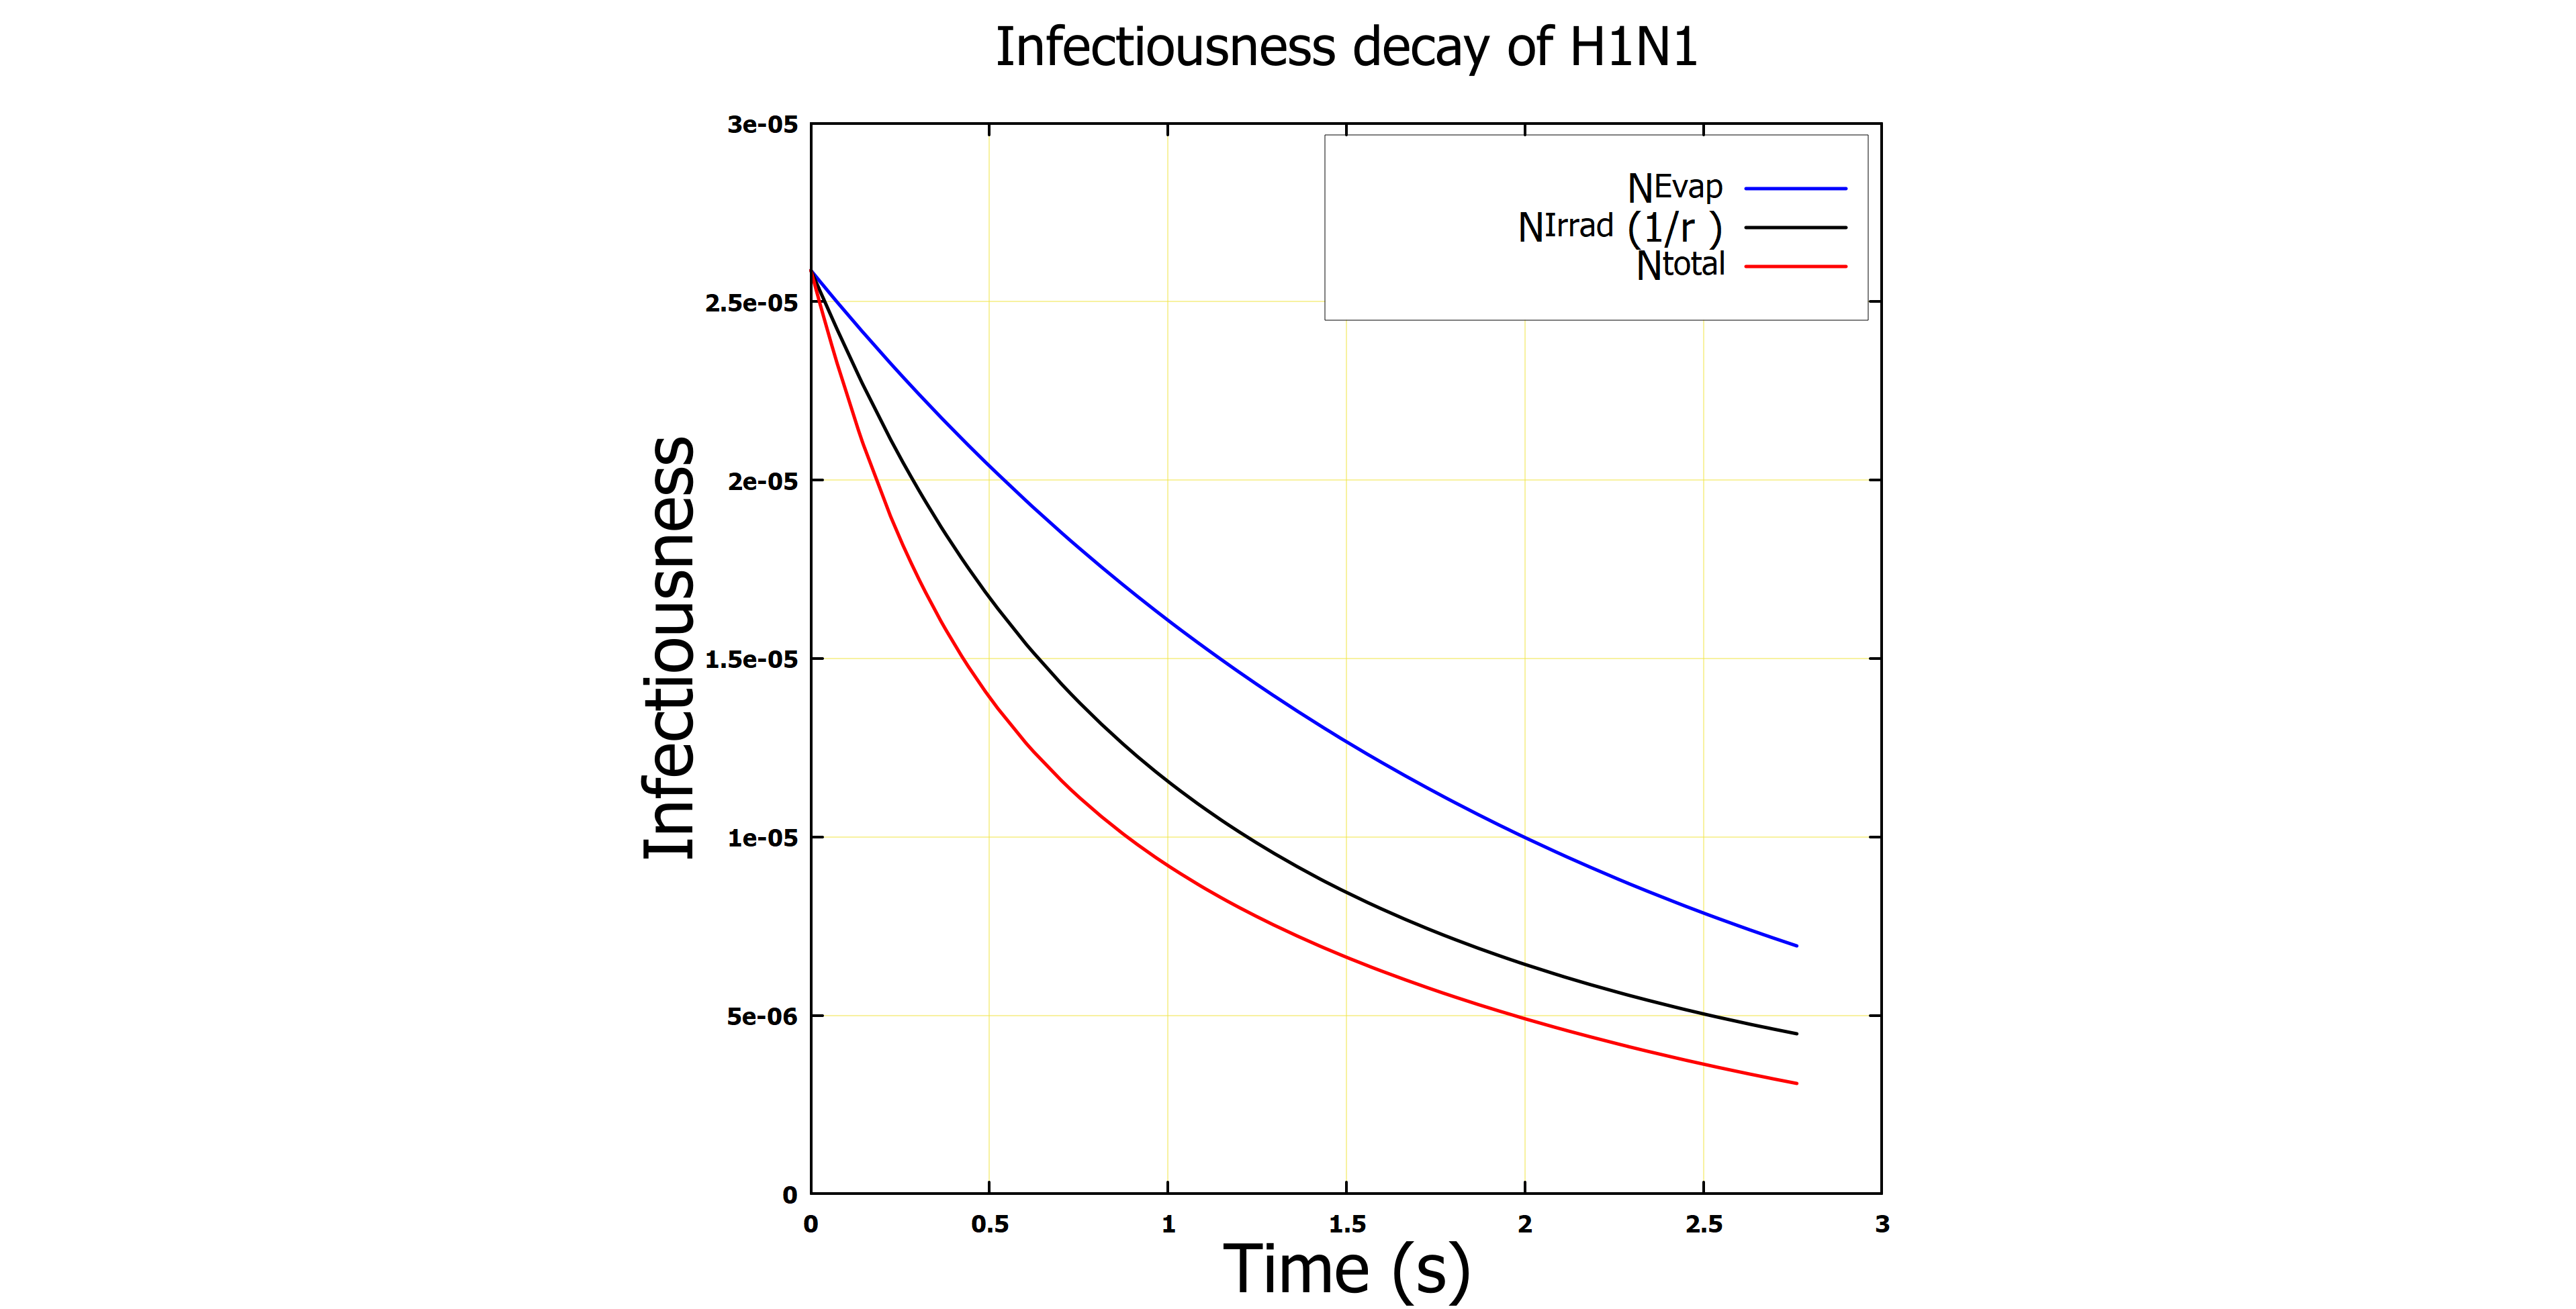 Infectiousness decay of H1N1
3e-05
2.5e-05
2e-05
1.5e-05
1e-05
5e-06
0
Infectiousness
NEvap
NIrrad (1/r )
Ntotal
0 0.5 1 1.5 2 2.5 3
Time (s)